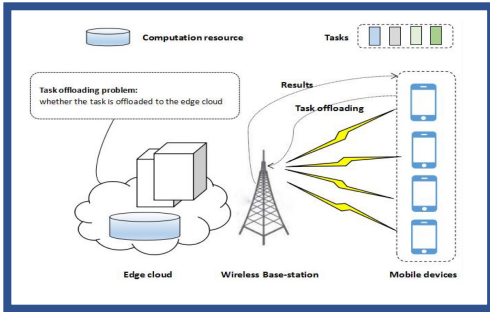 Computation resource
Tasks
Task offloading problem:
whether the task is offloaded to the edge cloud
Results
Task offloading
Edge cloud
Wireless Base-station
Mobile devices